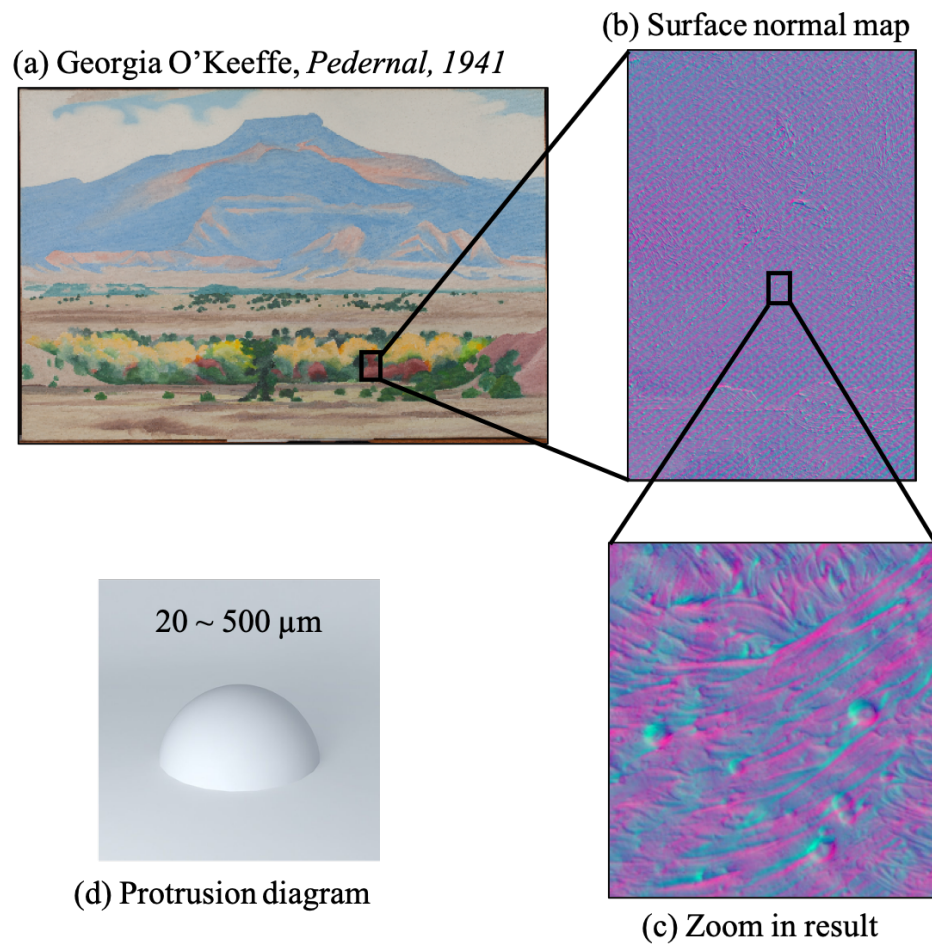 (b) Surface normal map
(a) Georgia O’Keeffe, Pedernal, 1941
20 ~ 500 µm
(d) Protrusion diagram
(c) Zoom in result